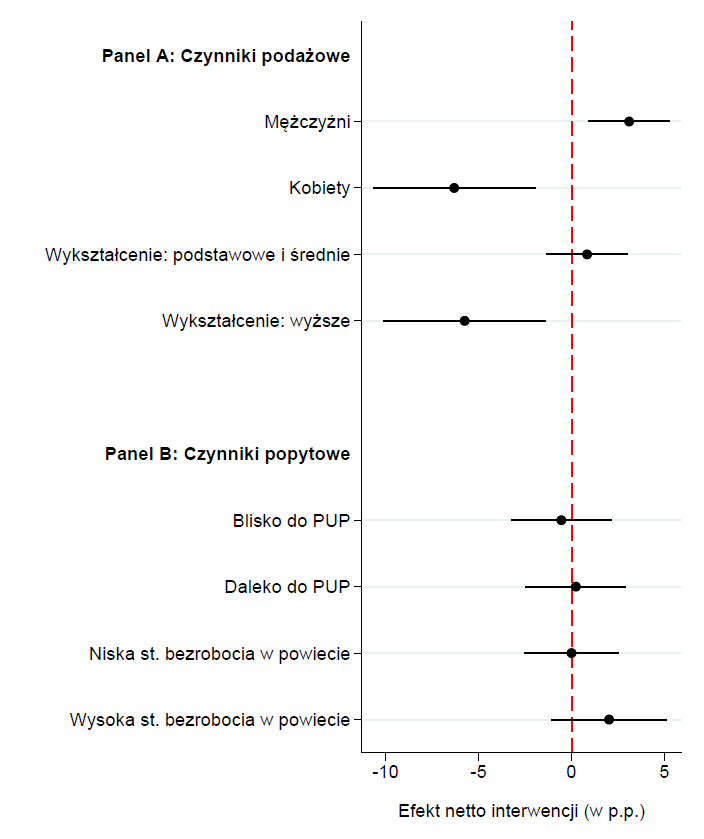 Panel A: Czynniki podażowe
Mężczyźni
Kobiety
Wykształcenie: podstawowe i średnie
Wykształcenie: wyższe
Panel B: Czynniki popytowe
Blisko do PUP
Daleko do PUP
Niska st. bezrobocia w powiecie
Wysoka st. bezrobocia w powiecie
-10 -5 0 5
Efekt netto interwencji (w p.p.)